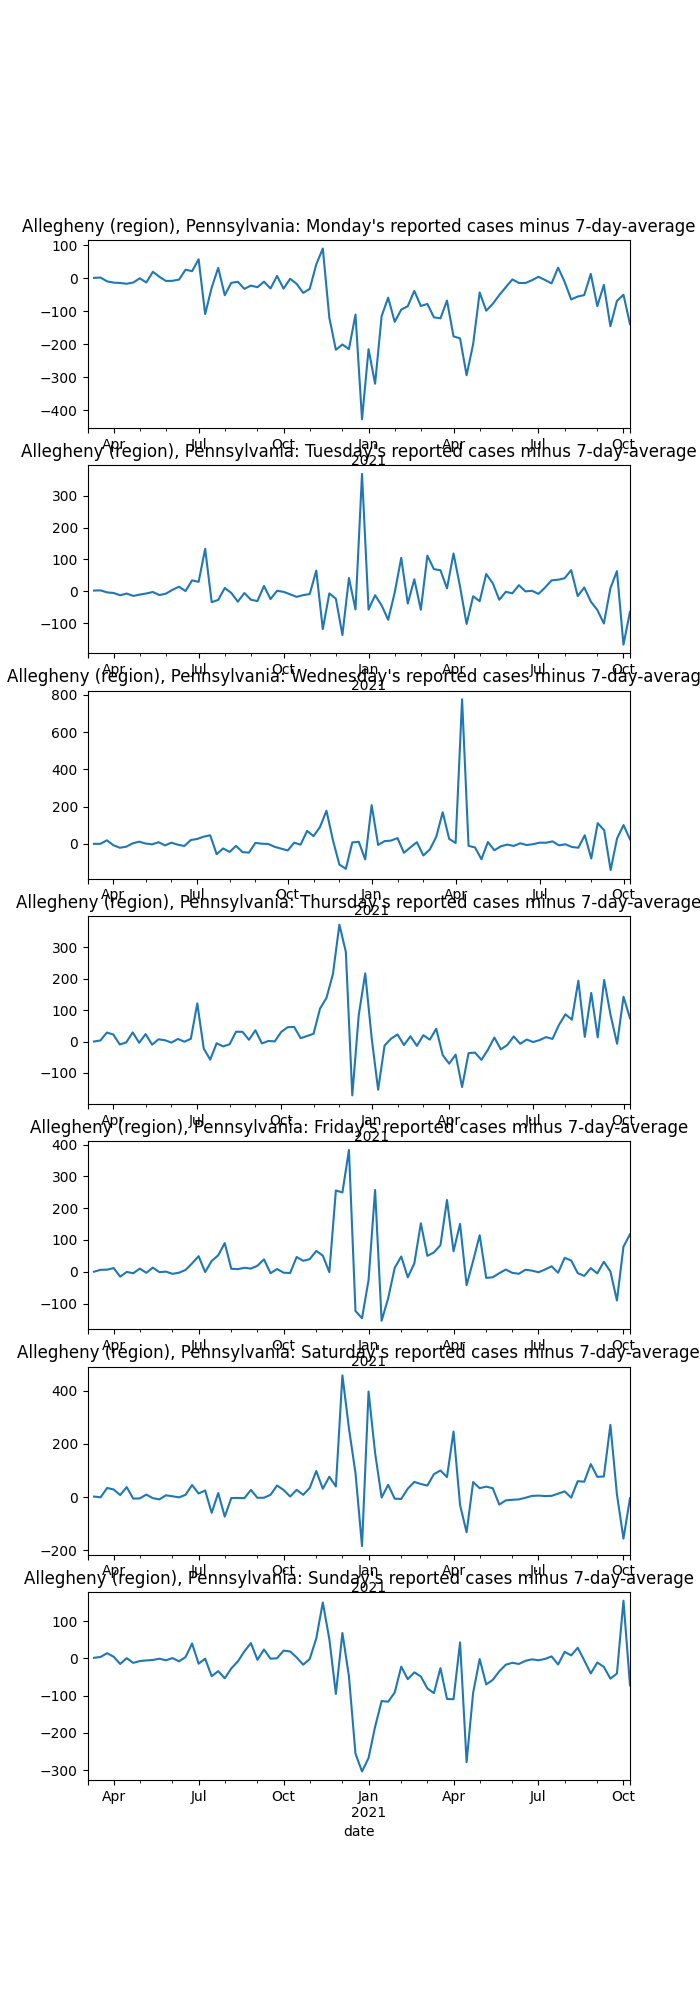 Allegheny (region), Pennsylvania: Monday's reported cases minus 7-day-average
100
0
−100
−200
−300
−400
Apr Jul Oct Jan Apr Jul Oct
2021
Allegheny (region), Pennsylvania: Tuesday's reported cases minus 7-day-average
300
200
100
0
−100
Apr Jul Oct Jan Apr Jul Oct
2021
Allegheny (region), Pennsylvania: Wednesday's reported cases minus 7-day-averag
800
600
400
200
0
Apr Jul Oct Jan Apr Jul Oct
2021
Allegheny (region), Pennsylvania: Thursday's reported cases minus 7-day-average
300
200
100
0
−100
Apr Jul Oct Jan Apr Jul Oct
2021
Allegheny (region), Pennsylvania: Friday's reported cases minus 7-day-average
400
300
200
100
0
−100
Apr Jul Oct Jan Apr Jul Oct
2021
Allegheny (region), Pennsylvania: Saturday's reported cases minus 7-day-average
400
200
0
−200
Apr Jul Oct Jan Apr Jul Oct
2021
Allegheny (region), Pennsylvania: Sunday's reported cases minus 7-day-average
100
0
−100
−200
−300
Apr Jul Oct Jan Apr Jul Oct
2021
date